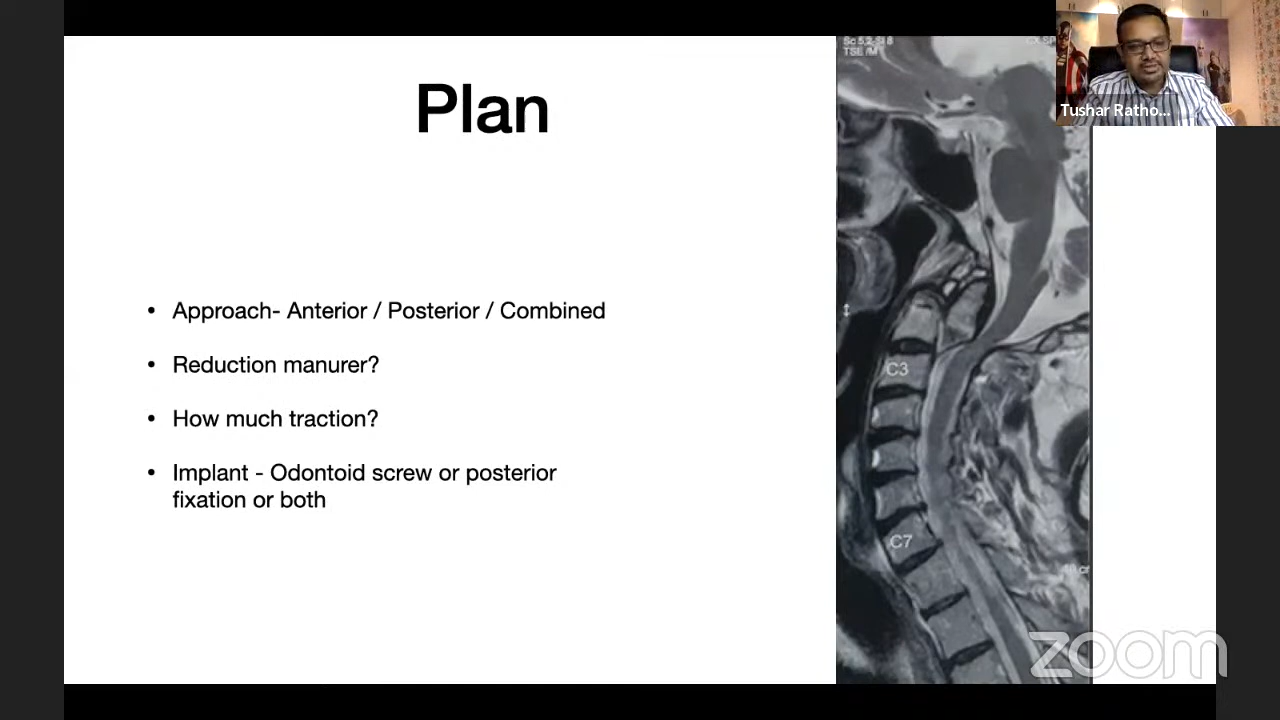 Plan
• Approach- Anterior / Posterior / Combined
• Reduction manurer?
• How much traction?
• Implant - Odontoid screw or posterior
fixation or both
TSE/M
C3
C7
Tushar Ratho...
zoom